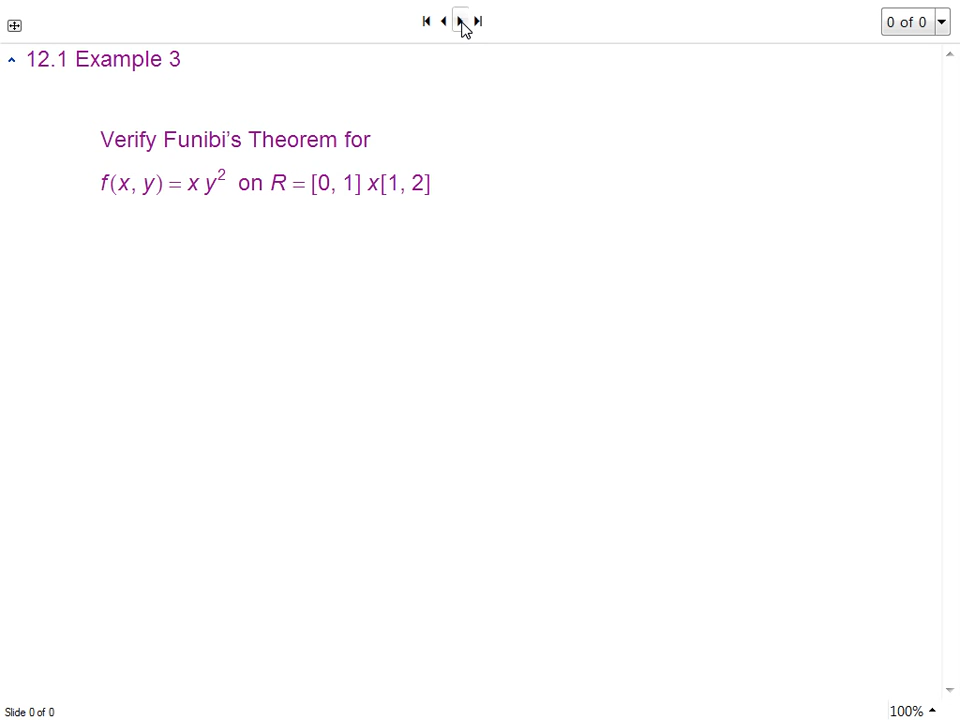 0 of 0
12.1 Example 3
Verify Funibi’s Theorem for
f(x, y) = x y² on R = [0, 1] x[1, 2]
Slide 0 of 0
100%